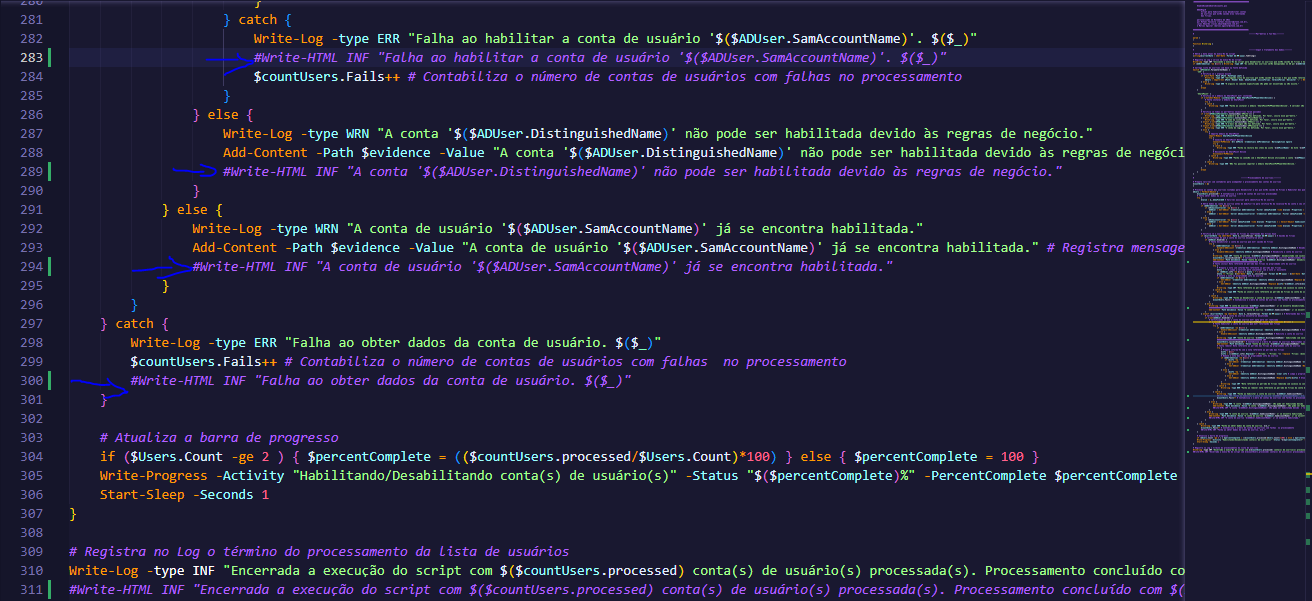 280 }
281 } catch {
282 Write-Log -type ERR "Falha ao habilitar a conta de usuário '$($ADUser.SamAccountName)'. $($_)"
283 #Write-HTML INF "Falha ao habilitar a conta de usuário '$($ADUser.SamAccountName)'. $($_)"
284 $countUsers.Fails++ # Contabiliza o número de contas de usuários com falhas no processamento
285 }
286 } else {
287 Write-Log -type WRN "A conta '$($ADUser.DistinguishedName)' não pode ser habilitada devido às regras de negócio."
288 Add-Content -Path $evidence -Value "A conta '$($ADUser.DistinguishedName)' não pode ser habilitada devido às regras de negóci
289 #Write-HTML INF "A conta '$($ADUser.DistinguishedName)' não pode ser habilitada devido às regras de negócio."
290 }
291 } else {
292 Write-Log -type WRN "A conta de usuário '$($ADUser.SamAccountName)' já se encontra habilitada."
293 Add-Content -Path $evidence -Value "A conta de usuário '$($ADUser.SamAccountName)' já se encontra habilitada." # Registra mensage
294 #Write-HTML INF "A conta de usuário '$($ADUser.SamAccountName)' já se encontra habilitada."
295 }
296 }
297 } catch {
298 Write-Log -type ERR "Falha ao obter dados da conta de usuário. $($_)"
299 $countUsers.Fails++ # Contabiliza o número de contas de usuários com falhas  no processamento
300 #Write-HTML INF "Falha ao obter dados da conta de usuário. $($_)"
301 }
302
303 # Atualiza a barra de progresso
304 if ($Users.Count -ge 2 ) { $percentComplete = (($countUsers.processed/$Users.Count)*100) } else { $percentComplete = 100 }
305 Write-Progress -Activity "Habilitando/Desabilitando conta(s) de usuário(s)" -Status "$($percentComplete)%" -PercentComplete $percentComplete
306 Start-Sleep -Seconds 1
307 }
308
309 # Registra no Log o término do processamento da lista de usuários
310 Write-Log -type INF "Encerrada a execução do script com $($countUsers.processed) conta(s) de usuário(s) processada(s). Processamento concluído co
311 #Write-HTML INF "Encerrada a execução do script com $($countUsers.processed) conta(s) de usuário(s) processada(s). Processamento concluído com $(